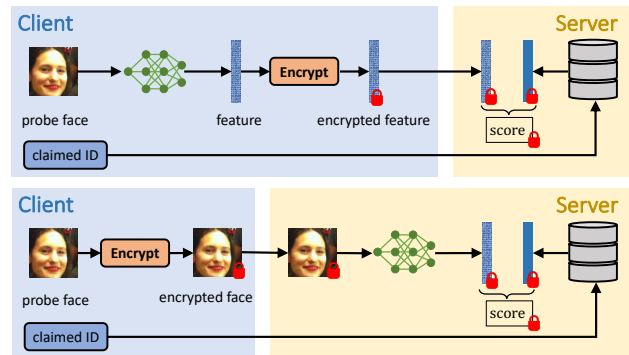 Client
Server
Encrypt
probe face
feature
encrypted feature
score
claimed ID
Client
Server
Encrypt
probe face
encrypted face
score
claimed ID